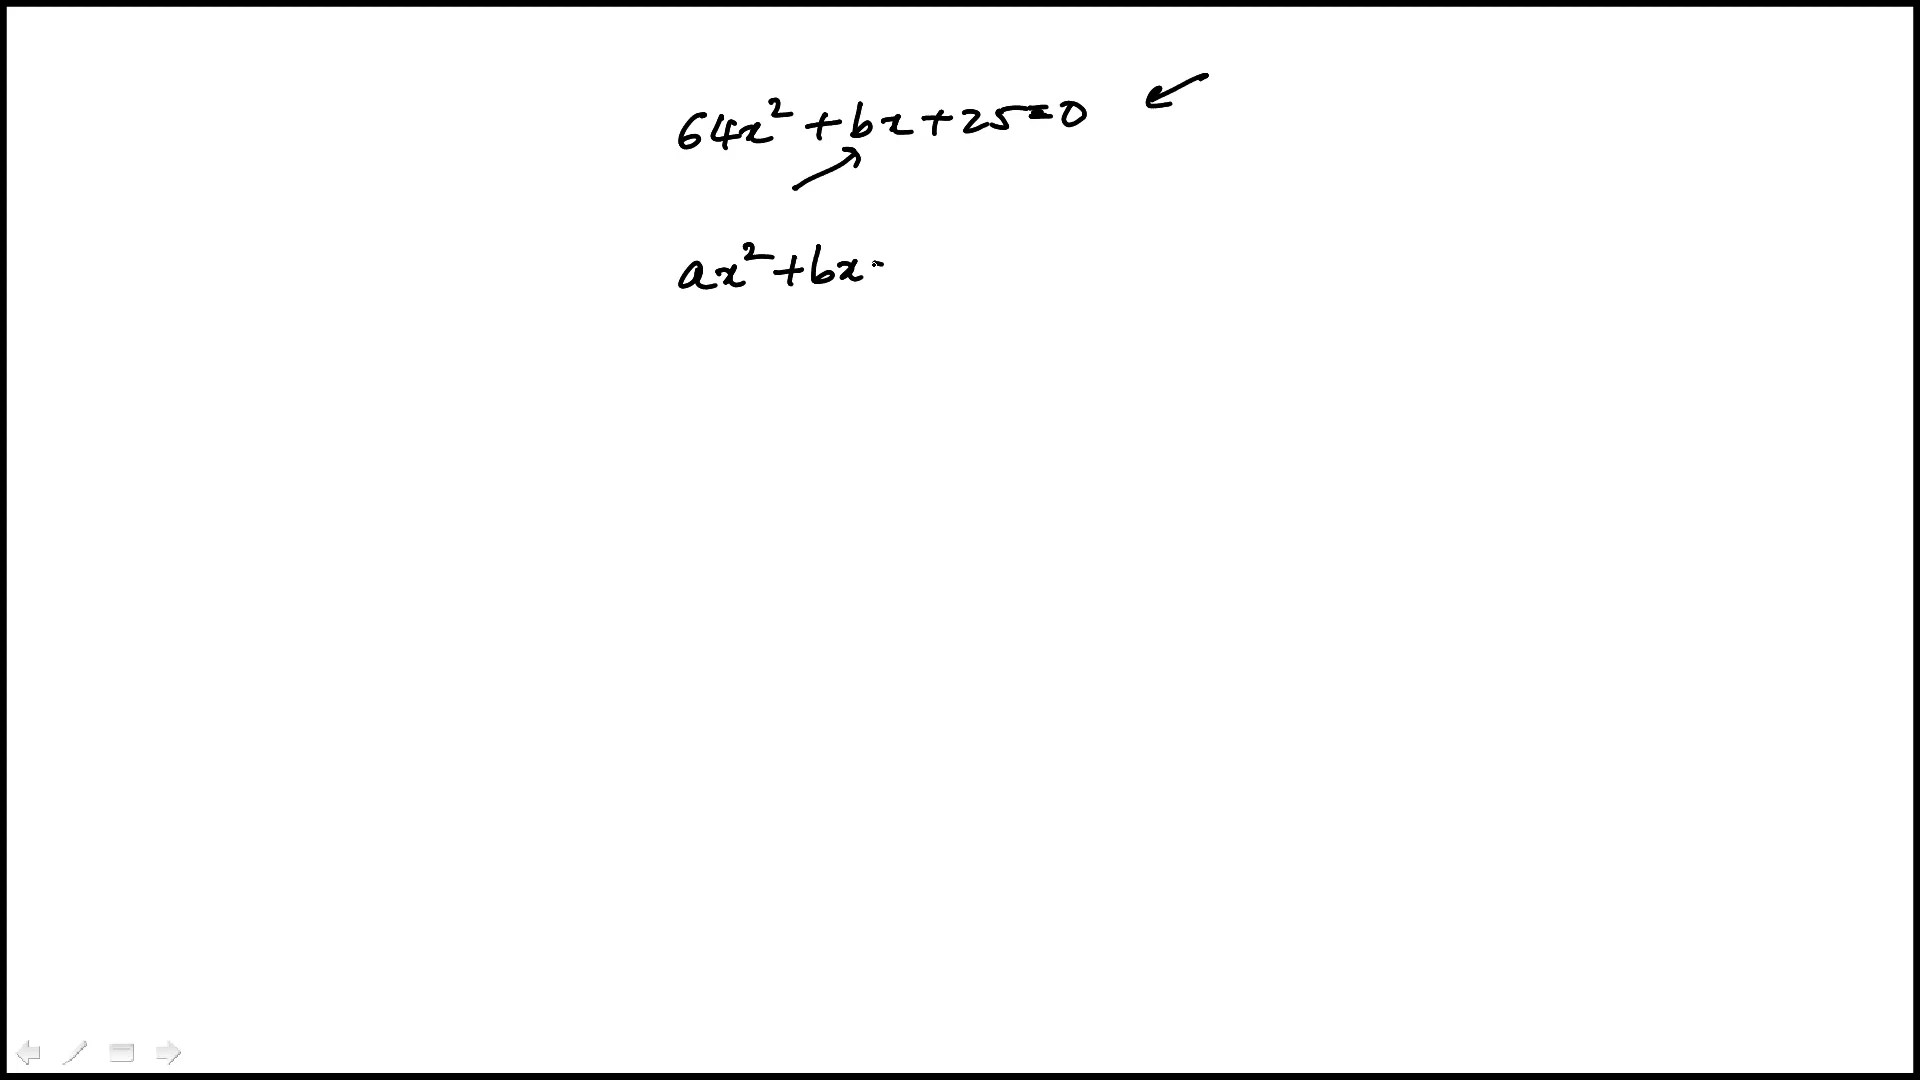 64x² + bx + 25 = 0
ax² + bx